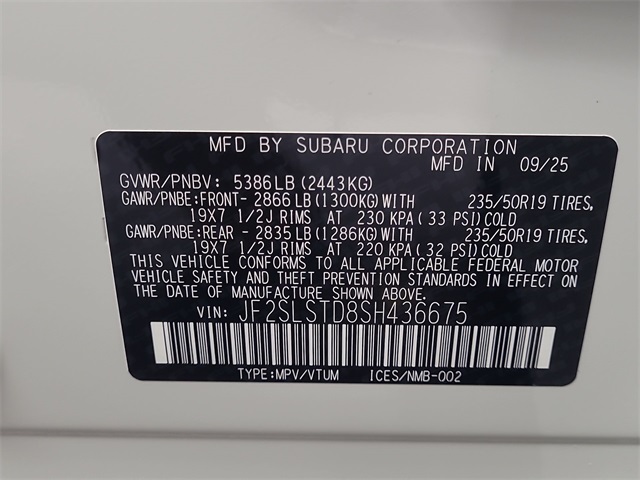 MFD BY SUBARU CORPORATION
MFD IN 09/25
GVWR/PNBV: 5386LB (2443KG)
GAWR/PNBE:FRONT- 2866 LB (1300KG)WITH 235/50R19 TIRES,
19X7 1/2J RIMS AT 230 KPA (33 PSI) COLD
GAWR/PNBE:REAR - 2835 LB (1286KG)WITH 235/50R19 TIRES,
19X7 1/2J RIMS AT 220 KPA (32 PSI) COLD
THIS VEHICLE CONFORMS TO ALL APPLICABLE FEDERAL MOTOR
VEHICLE SAFETY AND THEFT PREVENTION STANDARDS IN EFFECT
ON THE DATE OF MANUFACTURE SHOWN ABOVE.
VIN: JF2SLSTD8SH436675
TYPE:MPV/VTUM ICES/NMB-002